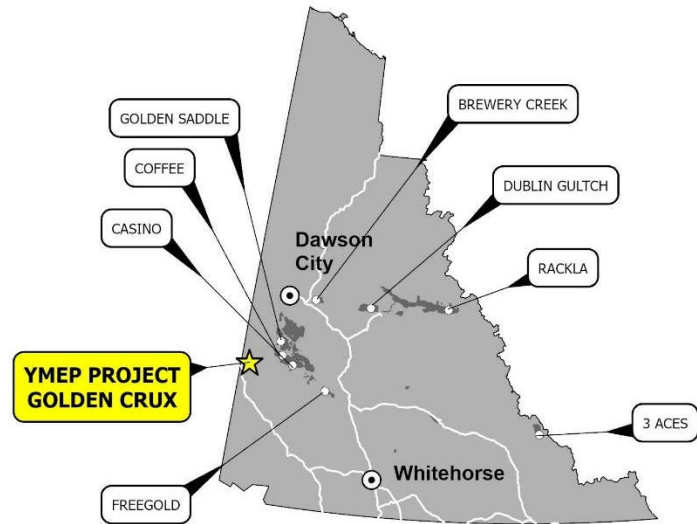 BREWERY CREEK
GOLDEN SADDLE
COFFEE
DUBLIN GULTCH
CASINO
Dawson
City
RACKLA
YMEP PROJECT
GOLDEN CRUX
3 ACES
Whitehorse
FREEGOLD